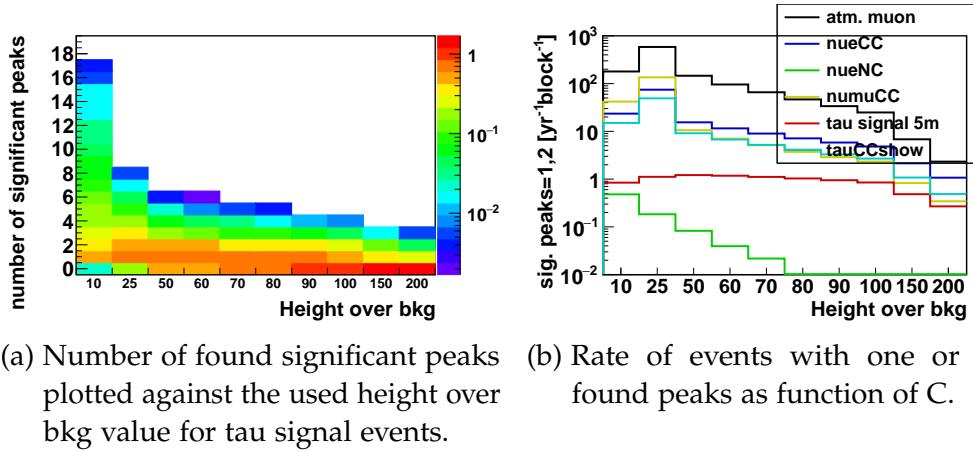 number of significant peaks
18
16
14
12
10
8
6
4
2
0
10 25 50 60 70 80 90 100 150 200
Height over bkg
1
10⁻¹
10⁻²
sig. peaks=1,2 [yr⁻¹block⁻¹]
10³
10²
10
1
10⁻¹
10⁻²
10 25 50 60 70 80 90 100 150 200
Height over bkg
atm. muon
nueCC
nueNC
numuCC
tau signal 5m
tauCCshow
(a) Number of found significant peaks
plotted against the used height over
bkg value for tau signal events.
(b) Rate of events with one or
found peaks as function of C.